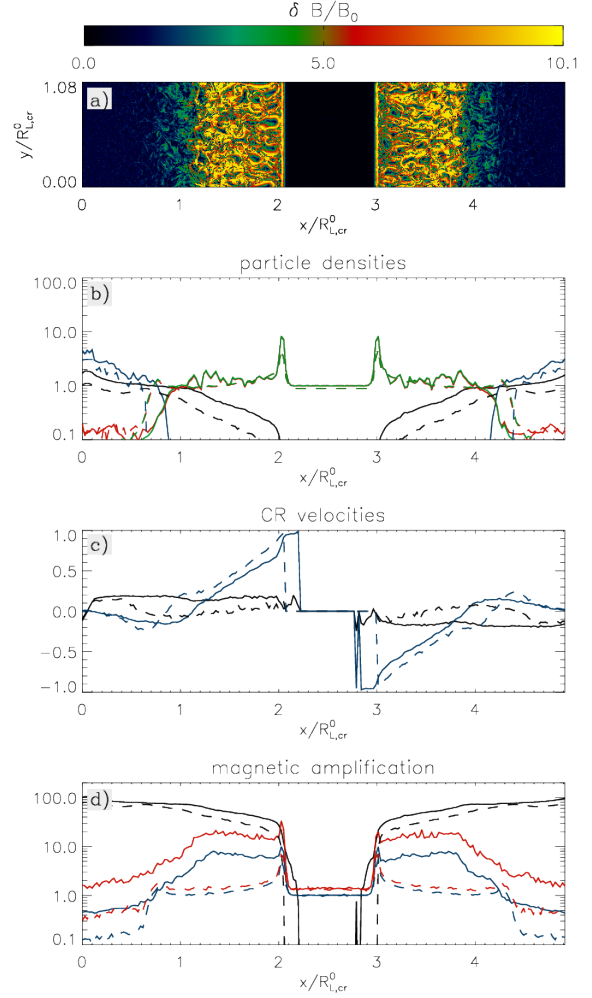 δ B/B0
0.0 5.0 10.1
a)
1.08
0.00
y/R⁰L,cr
0 1 2 3 4
x/R⁰L,cr
particle densities
b)
100.0
10.0
1.0
0.1
0 1 2 3 4
x/R⁰L,cr
CR velocities
c)
1.0
0.5
0.0
−0.5
−1.0
0 1 2 3 4
x/R⁰L,cr
magnetic amplification
d)
100.0
10.0
1.0
0.1
0 1 2 3 4
x/R⁰L,cr